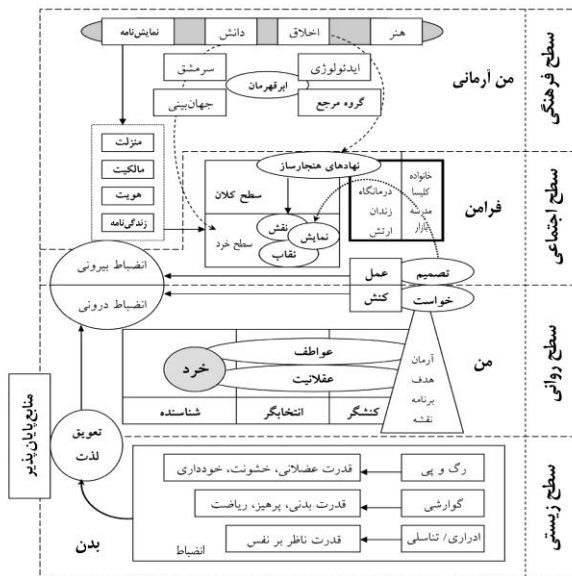 هنر
اخلاق
دانش
نمایش‌نامه
سطح فرهنگی
من آرمانی
ایدئولوژی
سرمشق
ابرقهرمان
گروه مرجع
جهان‌بینی
منزلت
مالکیت
هویت
زندگی‌نامه
سطح اجتماعی
فرامن
نهادهای هنجارساز
خانواده
کلیسا
مدرسه
بازار
درمانگاه
زندان
ارتش
سطح کلان
نقش
نمایش
نقاب
سطح خرد
تصمیم
عمل
انضباط بیرونی
خواست
کنش
انضباط درونی
سطح روانی
من
عواطف
خرد
عقلانیت
آرمان
هدف
برنامه
نقشه
کنشگر
انتخابگر
شناسنده
منابع پایان‌پذیر
تعویق
لذت
سطح زیستی
رگ و پی
قدرت عضلانی، خشونت، خودداری
گوارشی
قدرت بدنی، پرهیز، ریاضت
ادراری/ تناسلی
قدرت ناظر بر نفس
انضباط
بدن